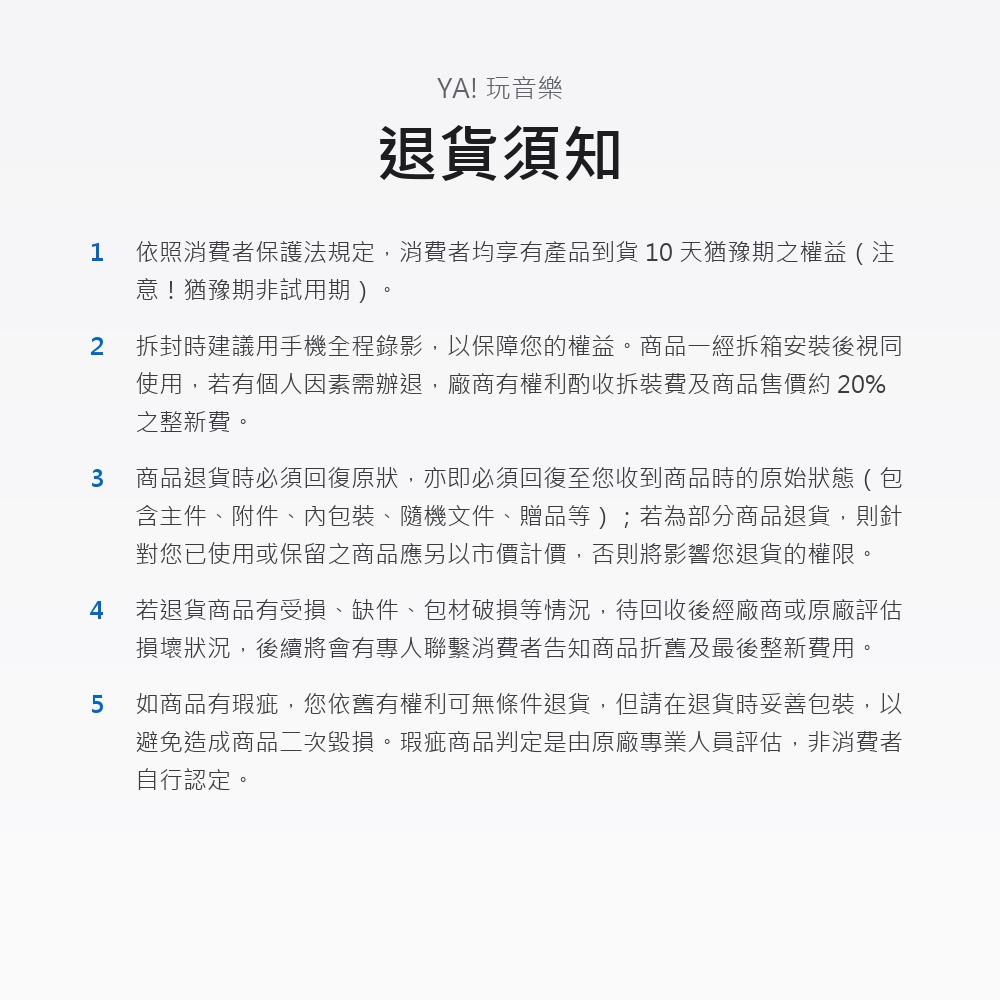 YA! 玩音樂
退貨須知
1 依照消費者保護法規定，消費者均享有產品到貨 10 天猶豫期之權益（注
意！猶豫期非試用期）。
2 拆封時建議用手機全程錄影，以保障您的權益。商品一經拆箱安裝後視同
使用，若有個人因素需辦退，廠商有權利酌收拆裝費及商品售價約 20%
之整新費。
3 商品退貨時必須回復原狀，亦即必須回復至您收到商品時的原始狀態（包
含主件、附件、內包裝、隨機文件、贈品等）；若為部分商品退貨，則針
對您已使用或保留之商品應另以市價計價，否則將影響您退貨的權限。
4 若退貨商品有受損、缺件、包材破損等情況，待回收後經廠商或原廠評估
損壞狀況，後續將會有專人聯繫消費者告知商品折舊及最後整新費用。
5 如商品有瑕疵，您依舊有權利可無條件退貨，但請在退貨時妥善包裝，以
避免造成商品二次毀損。瑕疵商品判定是由原廠專業人員評估，非消費者
自行認定。